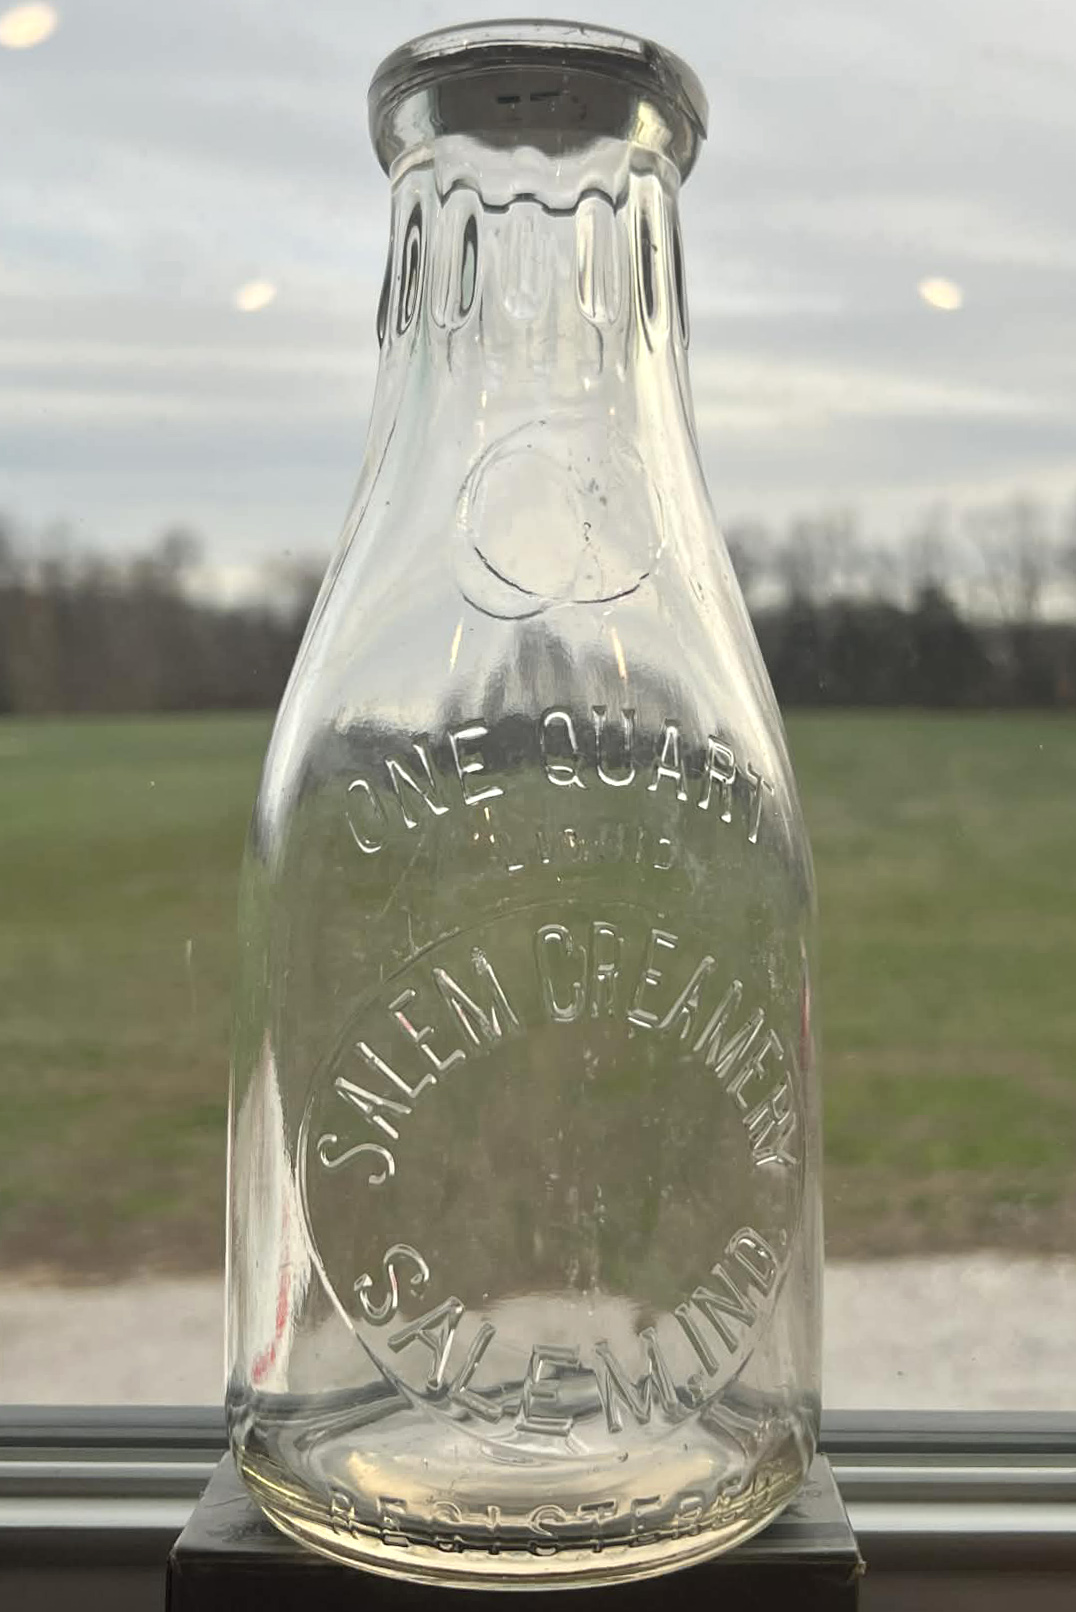 ONE QUART
LIQUID
SALEM CREAMERY
SALEM, IND.
REGISTERED